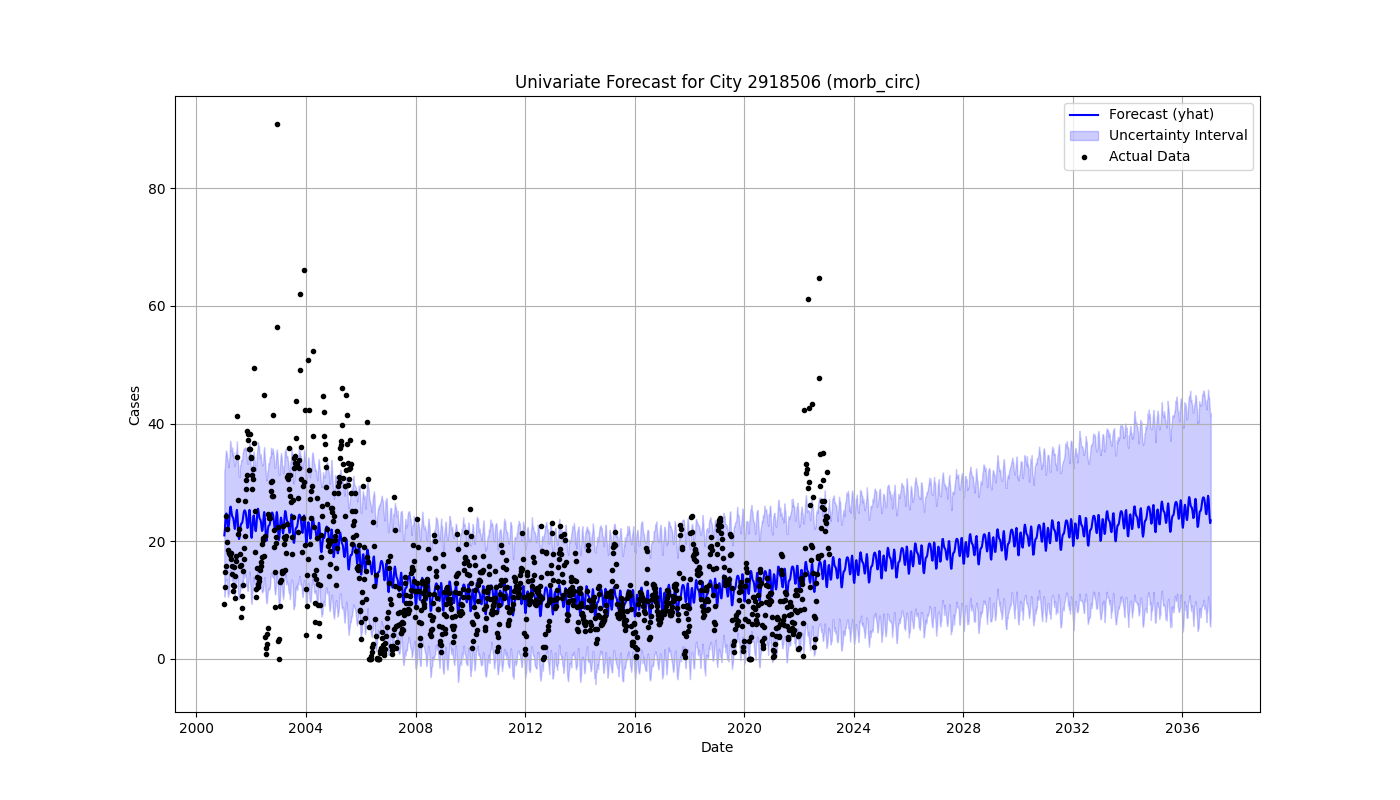 Univariate Forecast for City 2918506 (morb_circ)
Forecast (yhat)
Uncertainty Interval
Actual Data
Cases
80
60
40
20
0
2000 2004 2008 2012 2016 2020 2024 2028 2032 2036
Date